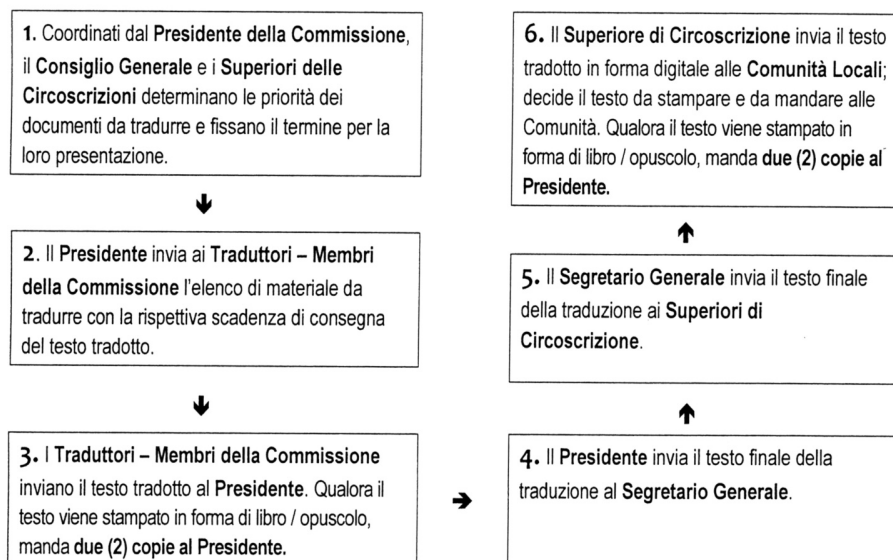 1. Coordinati dal Presidente della Commissione,
il Consiglio Generale e i Superiori delle
Circoscrizioni determinano le priorità dei
documenti da tradurre e fissano il termine per la
loro presentazione.
2. Il Presidente invia ai Traduttori – Membri
della Commissione l'elenco di materiale da
tradurre con la rispettiva scadenza di consegna
del testo tradotto.
3. I Traduttori – Membri della Commissione
inviano il testo tradotto al Presidente. Qualora il
testo viene stampato in forma di libro / opuscolo,
manda due (2) copie al Presidente.
4. Il Presidente invia il testo finale della
traduzione al Segretario Generale.
5. Il Segretario Generale invia il testo finale
della traduzione ai Superiori di
Circoscrizione.
6. Il Superiore di Circoscrizione invia il testo
tradotto in forma digitale alle Comunità Locali;
decide il testo da stampare e da mandare alle
Comunità. Qualora il testo viene stampato in
forma di libro / opuscolo, manda due (2) copie al
Presidente.